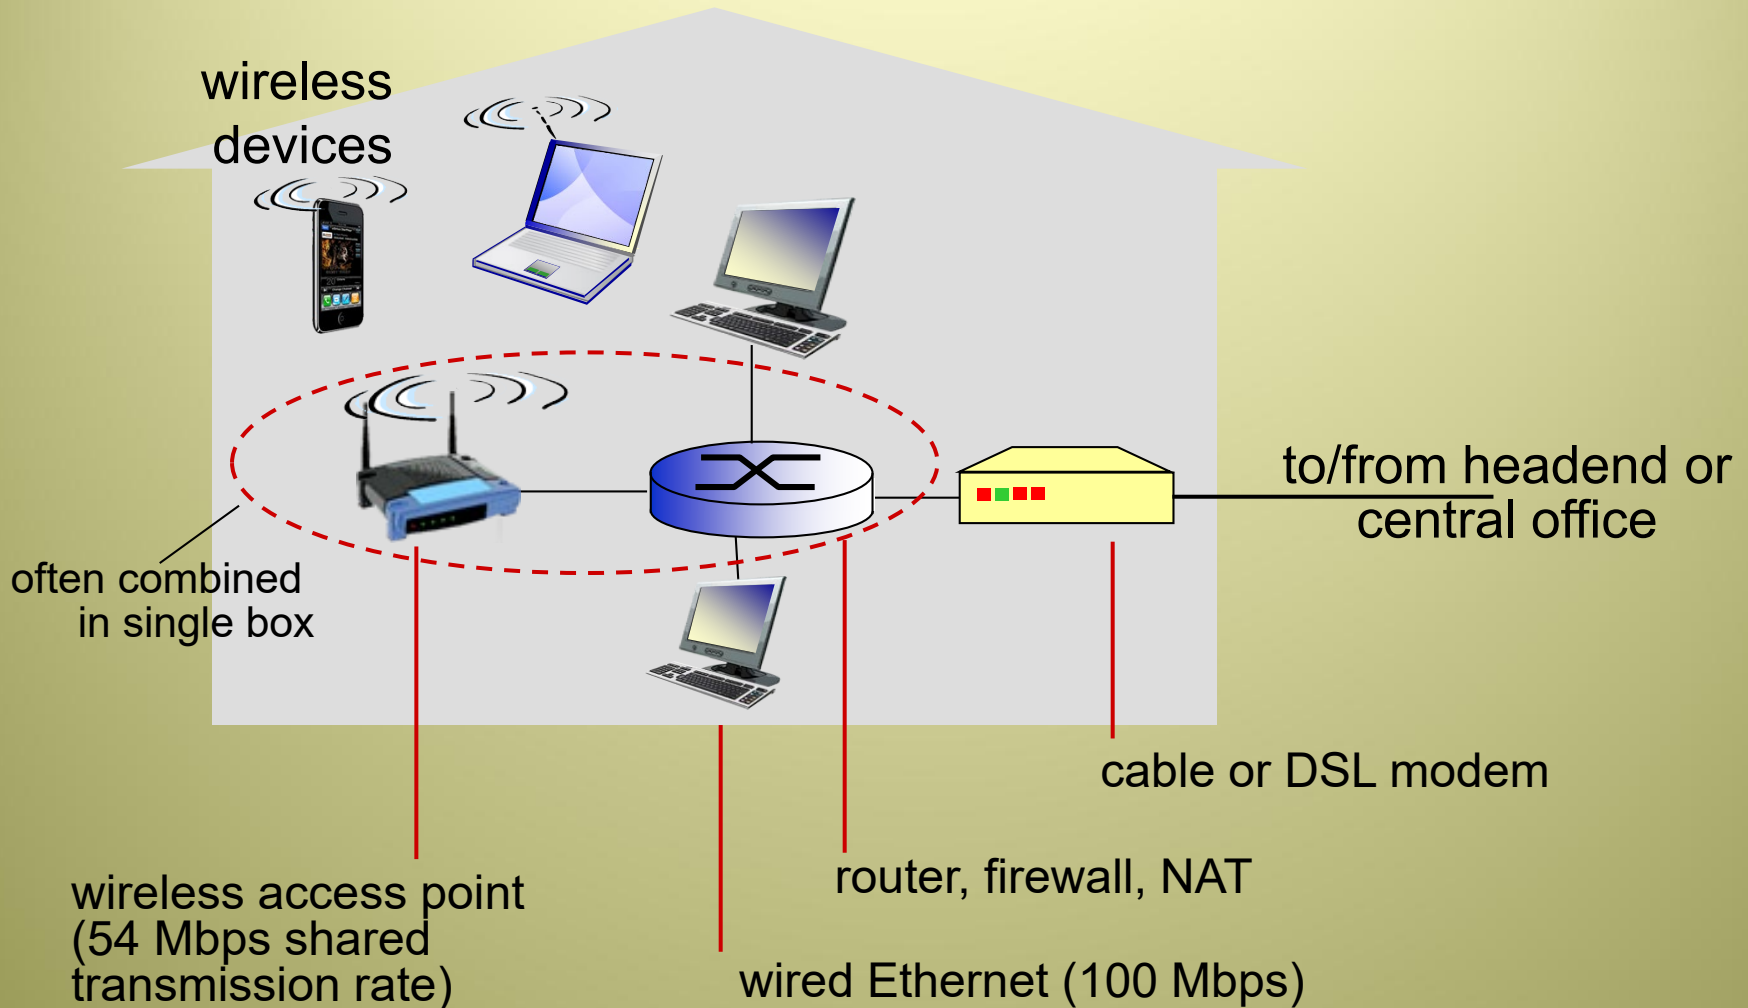 wireless
devices
to/from headend or
central office
often combined
in single box
cable or DSL modem
router, firewall, NAT
wireless access point
(54 Mbps shared
transmission rate)
wired Ethernet (100 Mbps)